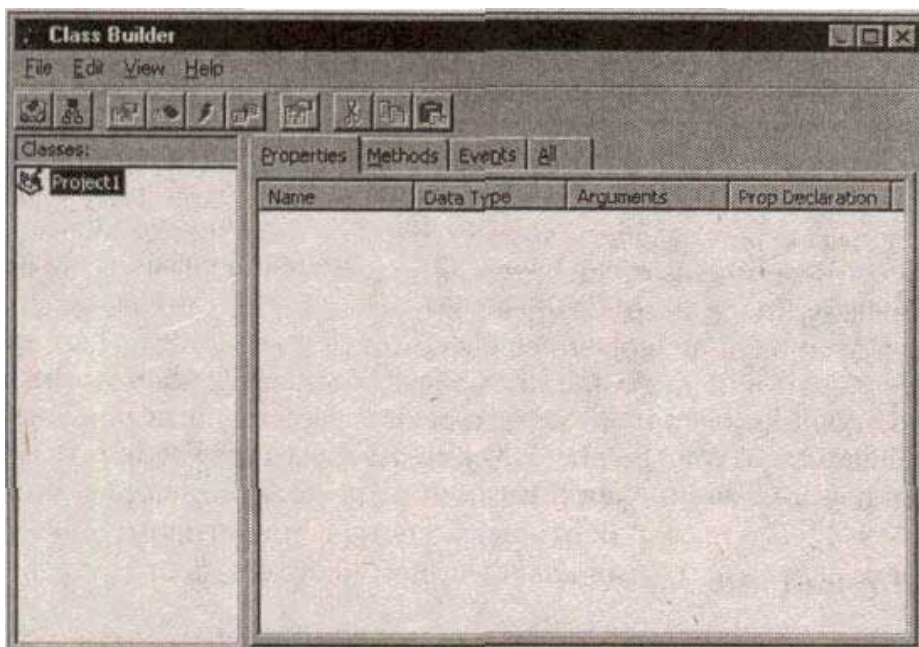 Class Builder
File Edit View Help
Classes:
Project1
Properties Methods Events All
Name Data Type Arguments Prop Declaration